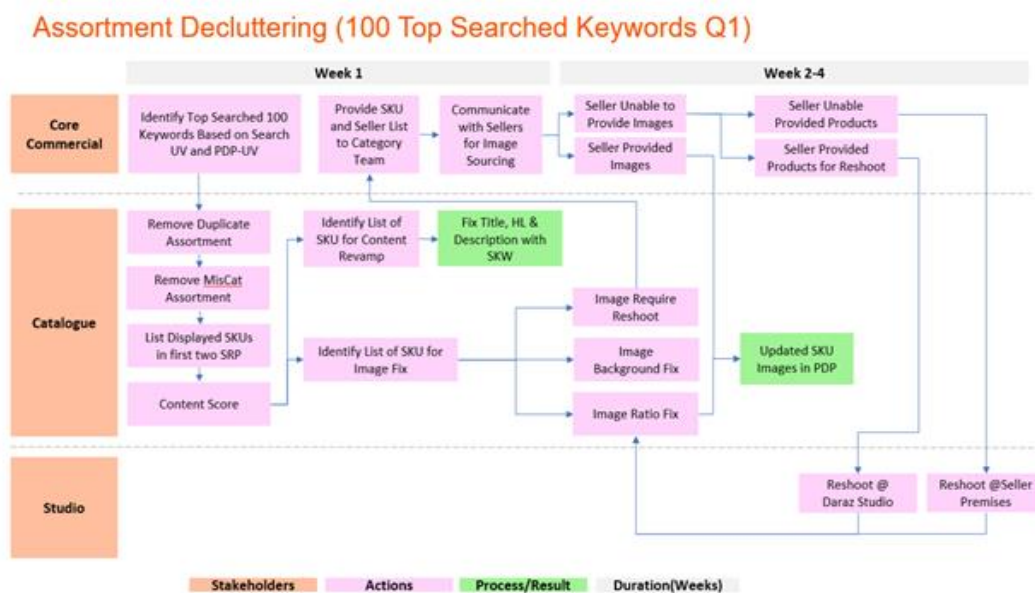 Assortment Decluttering (100 Top Searched Keywords Q1)
Week 1
Week 2-4
Core
Commercial
Identify Top Searched 100
Keywords Based on Search
UV and PDP-UV
Provide SKU
and Seller List
to Category
Team
Communicate
with Sellers
for Image
Sourcing
Seller Unable to
Provide Images
Seller Provided
Images
Seller Unable
Provided Products
Seller Provided
Products for Reshoot
Catalogue
Remove Duplicate
Assortment
Remove MisCat
Assortment
List Displayed SKUs
in first two SRP
Content Score
Identify List of
SKU for Content
Revamp
Fix Title, HL &
Description with
SKW
Identify List of SKU for
Image Fix
Image Require
Reshoot
Image
Background Fix
Image Ratio Fix
Updated SKU
Images in PDP
Studio
Reshoot @
Daraz Studio
Reshoot @Seller
Premises
Stakeholders
Actions
Process/Result
Duration(Weeks)